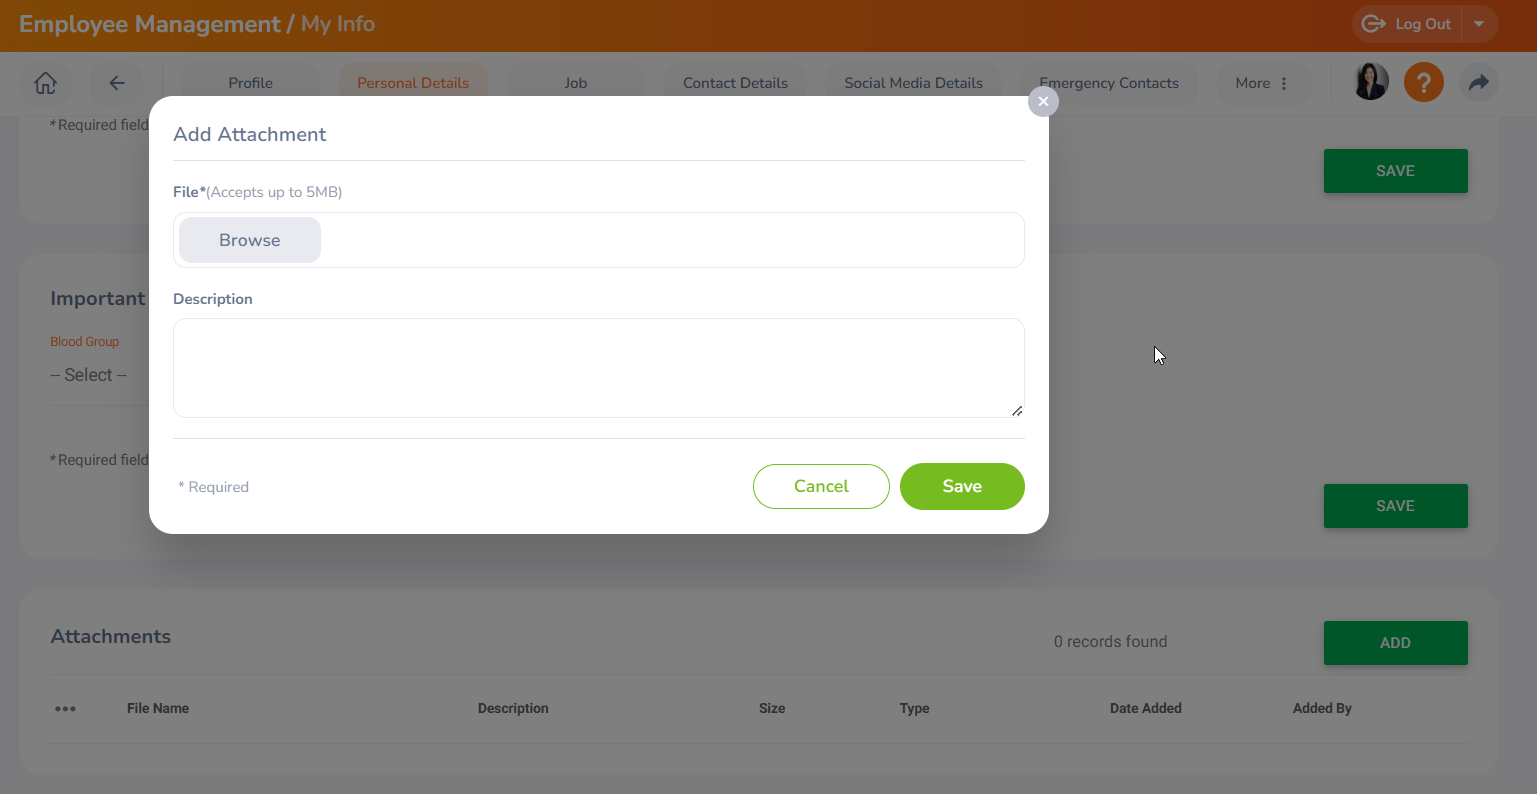 Employee Management / My Info
Log Out
Profile
Personal Details
Job
Contact Details
Social Media Details
Emergency Contacts
More
?
* Required field
SAVE
Add Attachment
File*(Accepts up to 5MB)
Browse
Description
* Required
Cancel
Save
Important
Blood Group
-- Select --
* Required field
SAVE
Attachments
0 records found
ADD
File Name
Description
Size
Type
Date Added
Added By